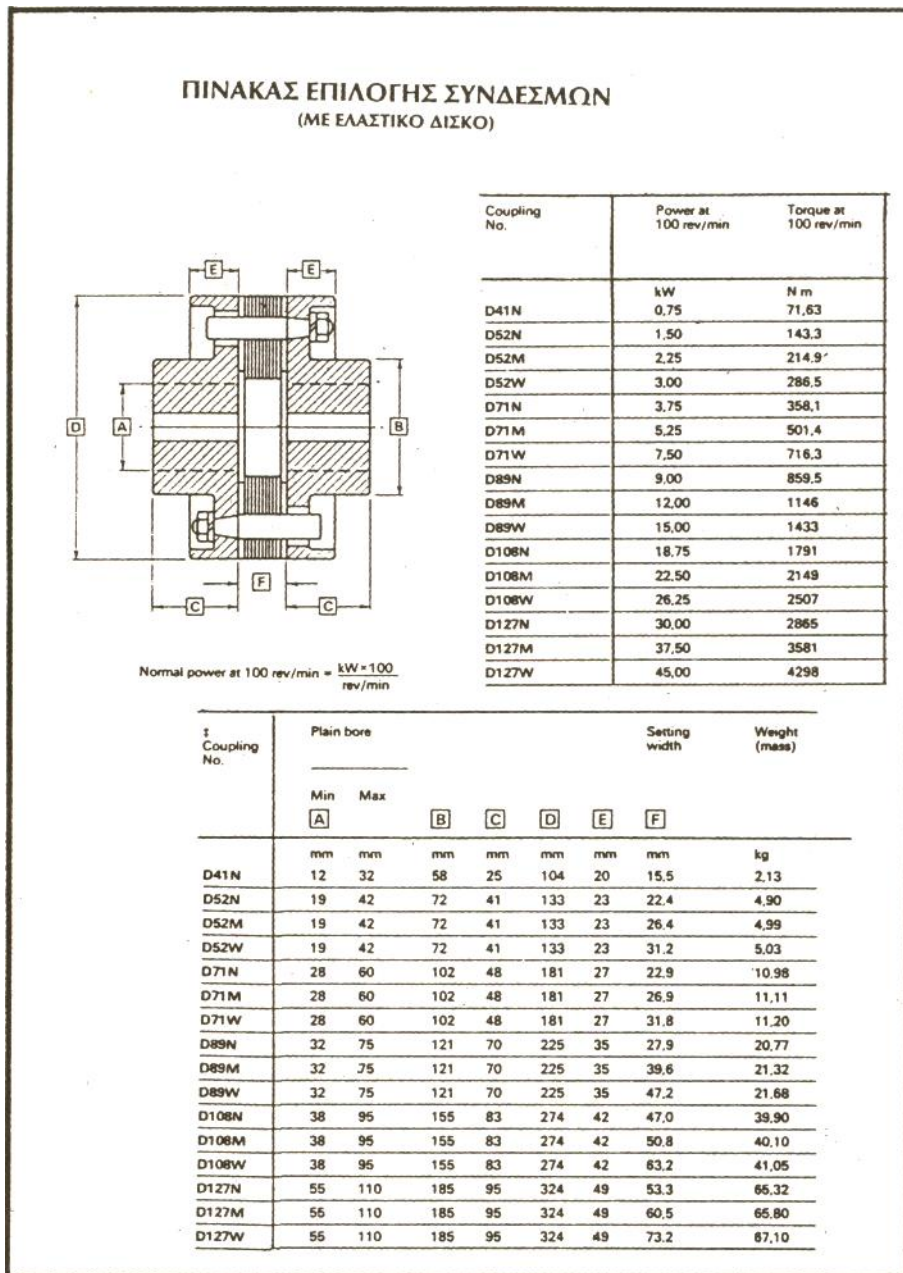 ΠΙΝΑΚΑΣ ΕΠΙΛΟΓΗΣ ΣΥΝΔΕΣΜΩΝ
(ΜΕ ΕΛΑΣΤΙΚΟ ΔΙΣΚΟ)
Coupling No. Power at 100 rev/min Torque at 100 rev/min
kW N m
D41N 0,75 71,63
D52N 1,50 143,3
D52M 2,25 214,9
D52W 3,00 286,5
D71N 3,75 358,1
D71M 5,25 501,4
D71W 7,50 716,3
D89N 9,00 859,5
D89M 12,00 1146
D89W 15,00 1433
D108N 18,75 1791
D108M 22,50 2149
D108W 26,25 2507
D127N 30,00 2865
D127M 37,50 3581
D127W 45,00 4298
E E
D A B
F
C C
Normal power at 100 rev/min = kW × 100
rev/min
‡
Coupling No. Plain bore Setting width Weight (mass)
Min Max
A B C D E F
mm mm mm mm mm mm mm kg
D41N 12 32 58 25 104 20 15,5 2,13
D52N 19 42 72 41 133 23 22,4 4,90
D52M 19 42 72 41 133 23 26,4 4,99
D52W 19 42 72 41 133 23 31,2 5,03
D71N 28 60 102 48 181 27 22,9 10,98
D71M 28 60 102 48 181 27 26,9 11,11
D71W 28 60 102 48 181 27 31,8 11,20
D89N 32 75 121 70 225 35 27,9 20,77
D89M 32 75 121 70 225 35 39,6 21,32
D89W 32 75 121 70 225 35 47,2 21,68
D108N 38 95 155 83 274 42 47,0 39,90
D108M 38 95 155 83 274 42 50,8 40,10
D108W 38 95 155 83 274 42 63,2 41,05
D127N 55 110 185 95 324 49 53,3 65,32
D127M 55 110 185 95 324 49 60,5 65,80
D127W 55 110 185 95 324 49 73,2 67,10